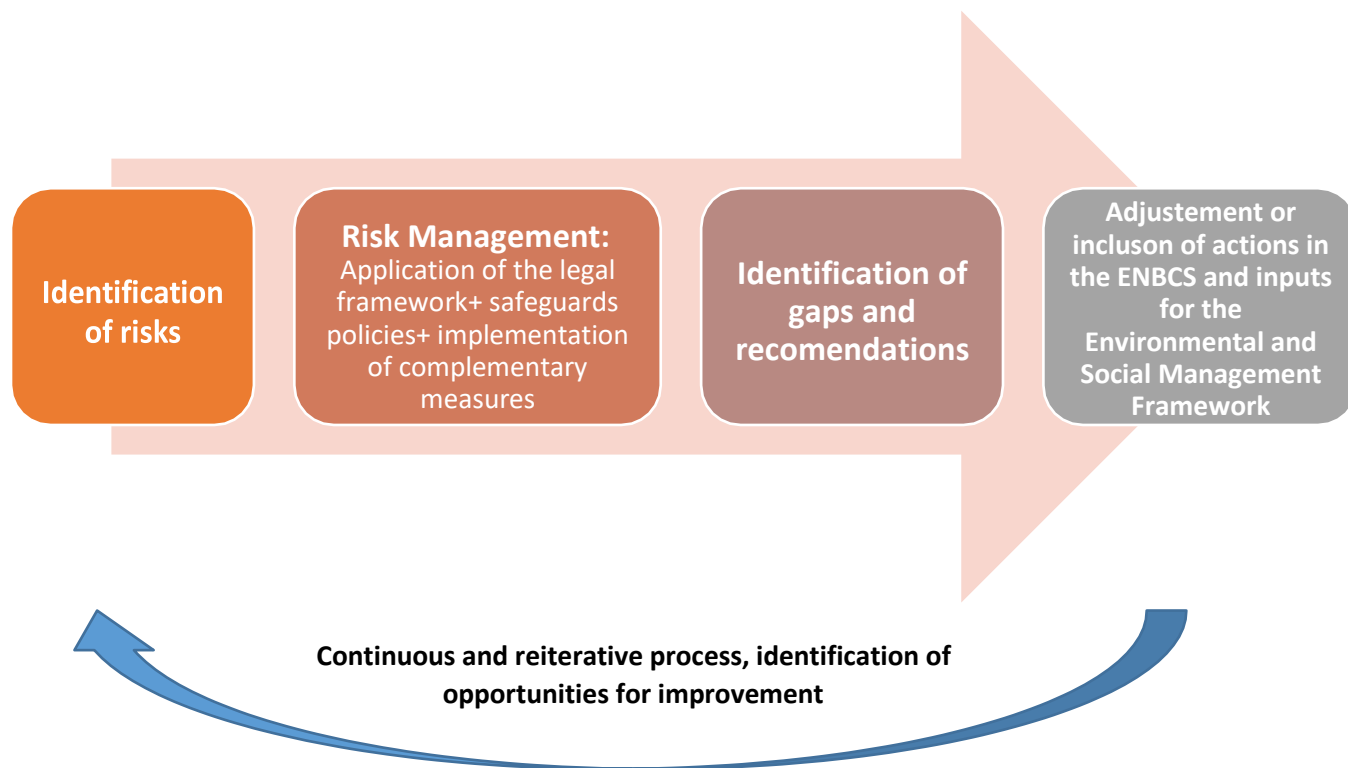 Identification
of risks
Risk Management:
Application of the legal
framework+ safeguards
policies+ implementation
of complementary
measures
Identification of
gaps and
recomendations
Adjustement or
incluson of actions in
the ENBCS and inputs
for the
Environmental and
Social Management
Framework
Continuous and reiterative process, identification of
opportunities for improvement